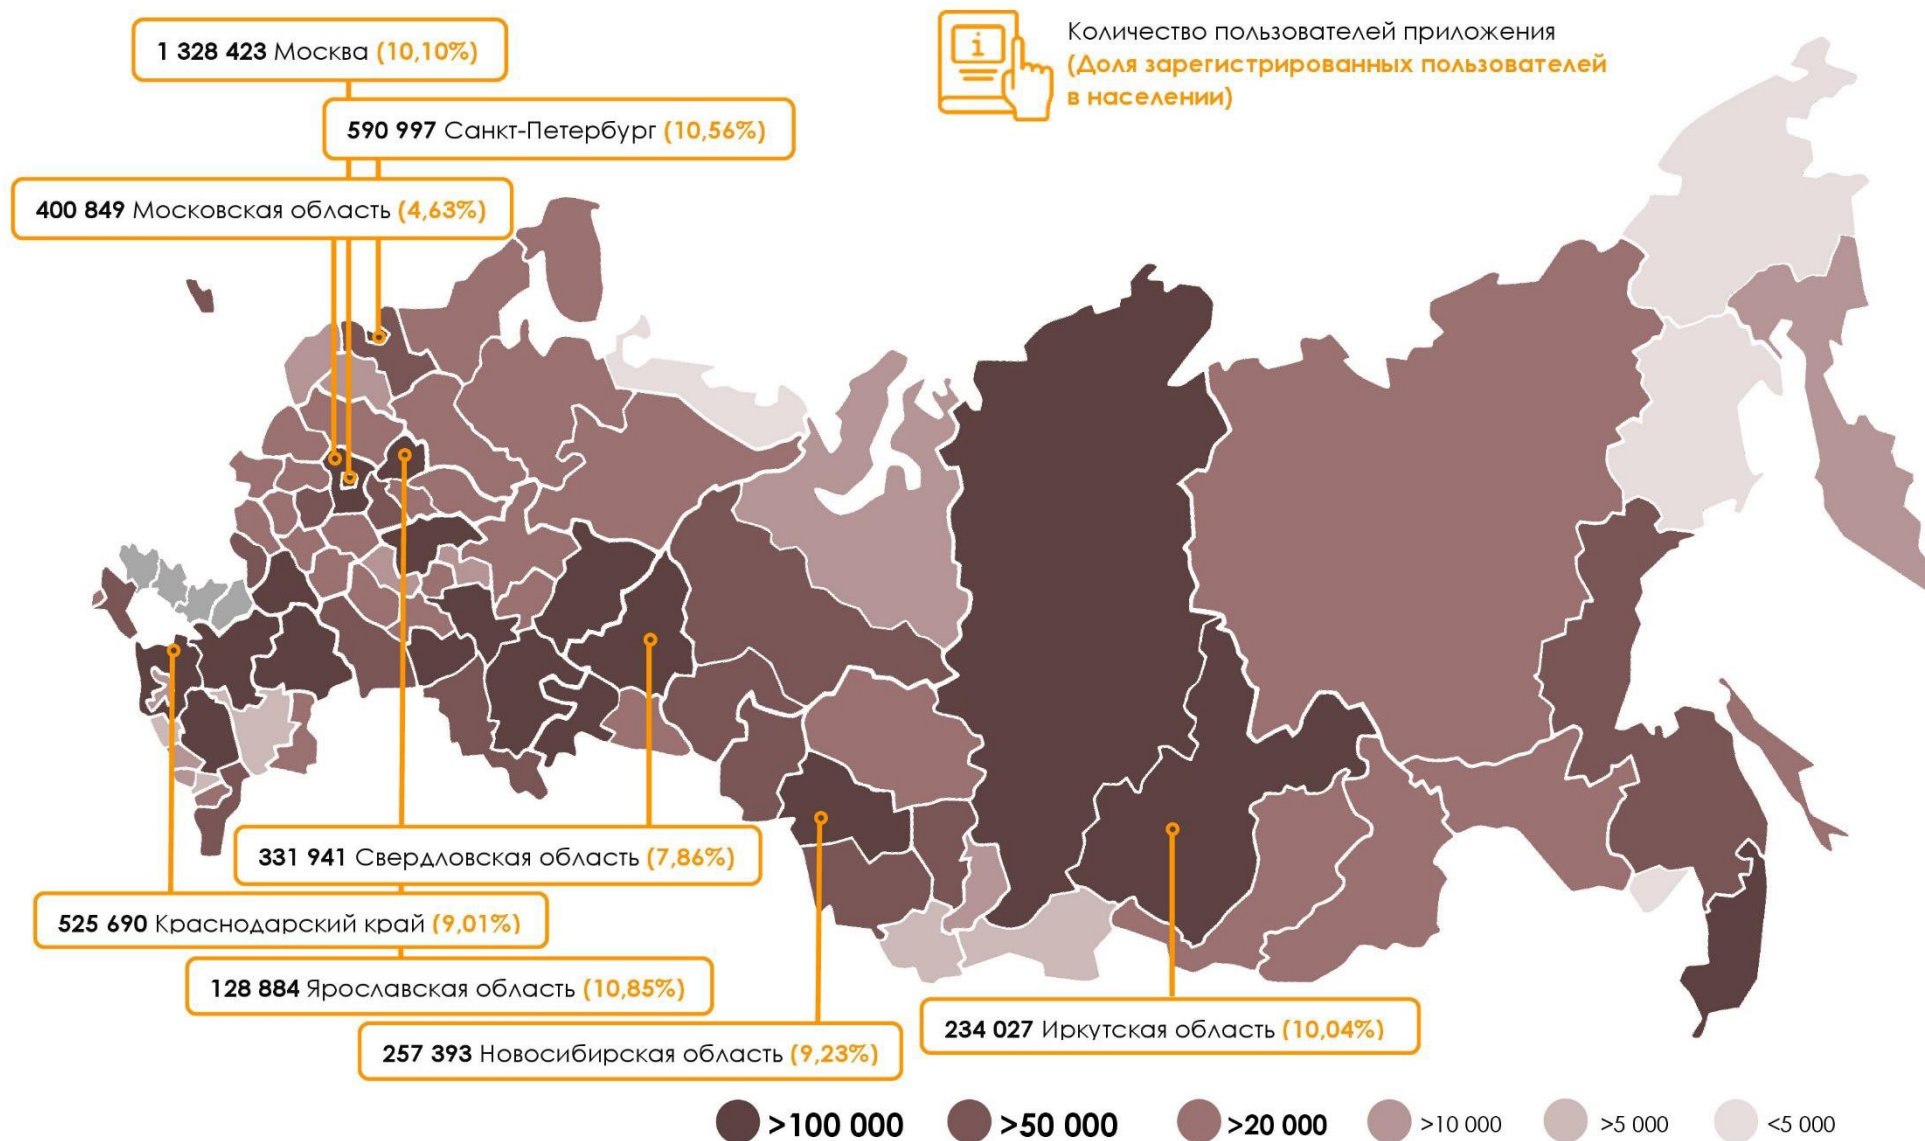 1 328 423 Москва (10,10%)
Количество пользователей приложения
(Доля зарегистрированных пользователей
в населении)
590 997 Санкт-Петербург (10,56%)
400 849 Московская область (4,63%)
331 941 Свердловская область (7,86%)
525 690 Краснодарский край (9,01%)
128 884 Ярославская область (10,85%)
257 393 Новосибирская область (9,23%)
234 027 Иркутская область (10,04%)
>100 000 >50 000 >20 000 >10 000 >5 000 <5 000